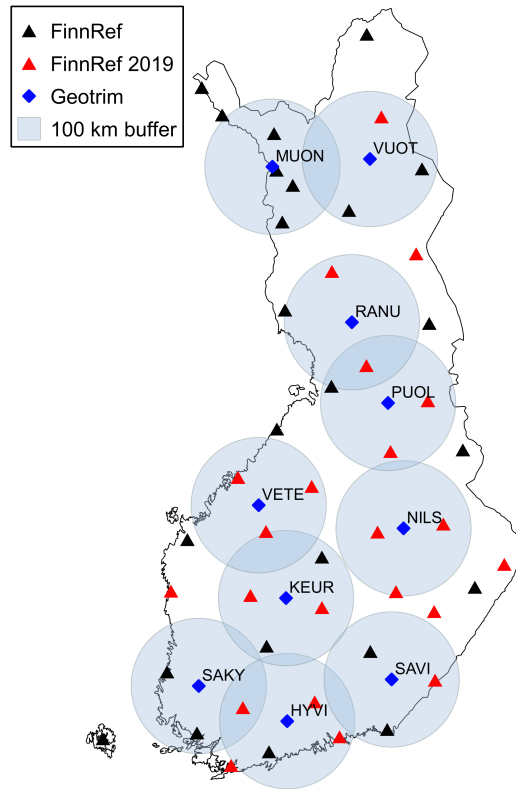 FinnRef
FinnRef 2019
Geotrim
100 km buffer
MUON
VUOT
RANU
PUOL
VETE
NILS
KEUR
SAKY
SAVI
HYVI